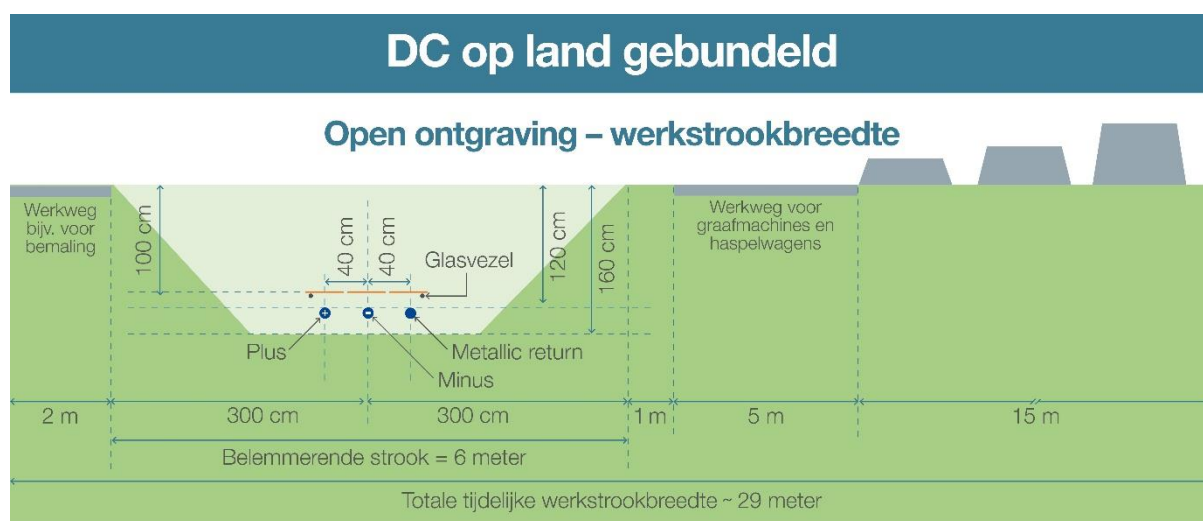 DC op land gebundeld
Open ontgraving – werkstrookbreedte
Werkweg
bijv. voor
bemaling
100 cm
40 cm
40 cm
Glasvezel
120 cm
160 cm
Werkweg voor
graafmachines en
haspelwagens
Plus
Metallic return
Minus
2 m
300 cm
300 cm
1 m
5 m
15 m
Belemmerende strook = 6 meter
Totale tijdelijke werkstrookbreedte ~ 29 meter